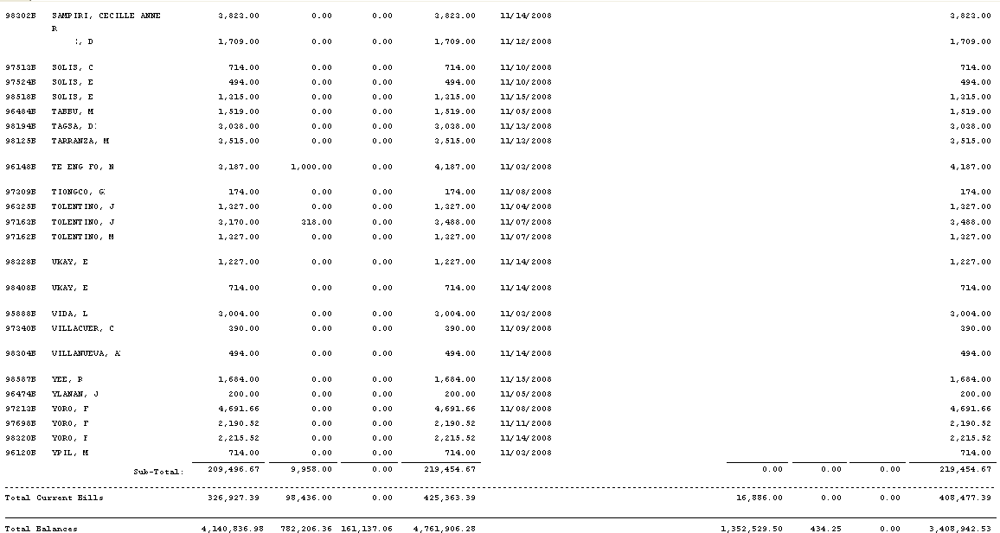 98302B SAMPIRI, CECILLE ANNE 3,823.00 0.00 0.00 3,823.00 11/14/2008 3,823.00
R
, D 1,709.00 0.00 0.00 1,709.00 11/12/2008 1,709.00
97513B SOLIS, C 714.00 0.00 0.00 714.00 11/10/2008 714.00
97524B SOLIS, E 494.00 0.00 0.00 494.00 11/10/2008 494.00
98518B SOLIS, E 1,315.00 0.00 0.00 1,315.00 11/15/2008 1,315.00
96484B TABBU, M 1,519.00 0.00 0.00 1,519.00 11/05/2008 1,519.00
98194B TAGSA, D 3,038.00 0.00 0.00 3,038.00 11/13/2008 3,038.00
98125B TARRANZA, M 3,515.00 0.00 0.00 3,515.00 11/13/2008 3,515.00
96148B TE ENG FO, N 3,187.00 1,000.00 0.00 4,187.00 11/03/2008 4,187.00
97309B TIONGCO, G 174.00 0.00 0.00 174.00 11/08/2008 174.00
96325B TOLENTINO, J 1,327.00 0.00 0.00 1,327.00 11/04/2008 1,327.00
97163B TOLENTINO, J 3,170.00 318.00 0.00 3,488.00 11/07/2008 3,488.00
97162B TOLENTINO, M 1,327.00 0.00 0.00 1,327.00 11/07/2008 1,327.00
98328B UKAY, E 1,227.00 0.00 0.00 1,227.00 11/14/2008 1,227.00
98408B UKAY, E 714.00 0.00 0.00 714.00 11/14/2008 714.00
95888B VIDA, L 3,004.00 0.00 0.00 3,004.00 11/03/2008 3,004.00
97340B VILLACUER, C 390.00 0.00 0.00 390.00 11/09/2008 390.00
98304B VILLANUEVA, A 494.00 0.00 0.00 494.00 11/14/2008 494.00
98587B YEE, R 1,684.00 0.00 0.00 1,684.00 11/15/2008 1,684.00
96474B YLANAN, J 200.00 0.00 0.00 200.00 11/05/2008 200.00
97213B YORO, F 4,691.66 0.00 0.00 4,691.66 11/08/2008 4,691.66
97698B YORO, F 2,190.52 0.00 0.00 2,190.52 11/11/2008 2,190.52
98320B YORO, F 2,215.52 0.00 0.00 2,215.52 11/14/2008 2,215.52
96120B YPIL, M 714.00 0.00 0.00 714.00 11/03/2008 714.00
Sub-Total: 209,496.67 9,958.00 0.00 219,454.67 0.00 0.00 0.00 219,454.67
Total Current Bills 326,927.39 98,436.00 0.00 425,363.39 16,886.00 0.00 0.00 408,477.39
Total Balances 4,140,836.98 782,206.36 161,137.06 4,761,906.28 1,352,529.50 434.25 0.00 3,408,942.53